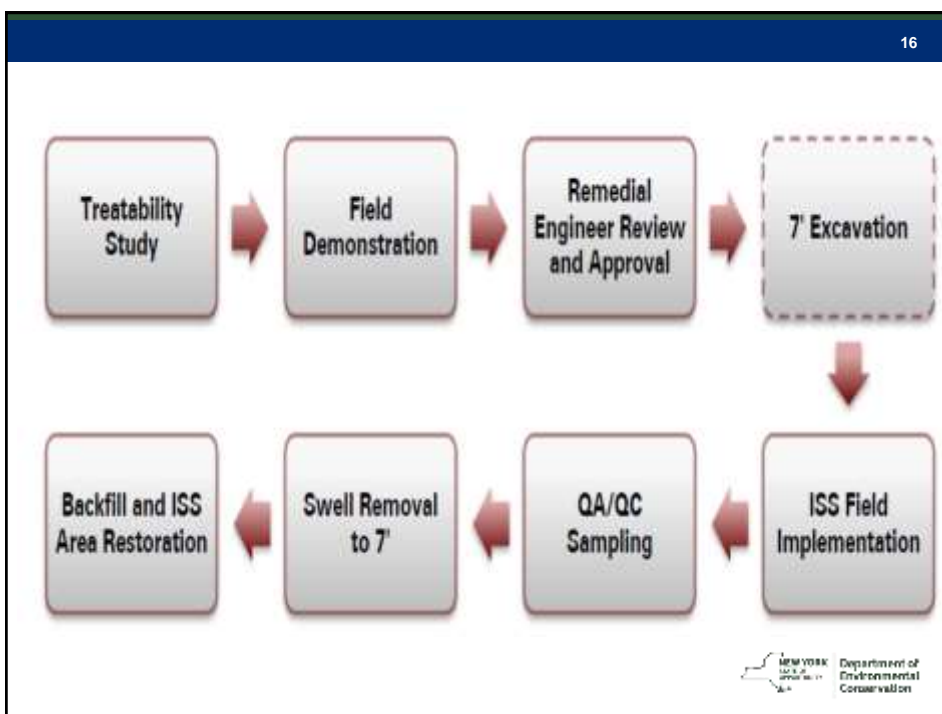 16
Treatability
Study
Field
Demonstration
Remedial
Engineer Review
and Approval
7' Excavation
ISS Field
Implementation
QA/QC
Sampling
Swell Removal
to 7'
Backfill and ISS
Area Restoration
NEW YORK
Department of
Environmental
Conservation